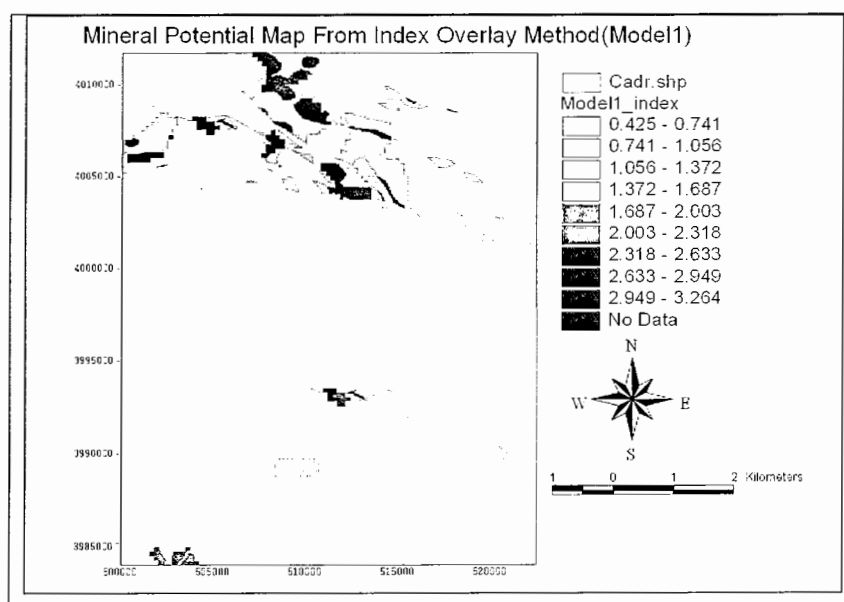 Mineral Potential Map From Index Overlay Method(Model1)
4010000
4065000
4000000
3995000
3990000
3985000
500000 505000 510000 515000 520000
Cadr.shp
Model1_index
0.425 - 0.741
0.741 - 1.056
1.056 - 1.372
1.372 - 1.687
1.687 - 2.003
2.003 - 2.318
2.318 - 2.633
2.633 - 2.949
2.949 - 3.264
No Data
N
W E
S
1 0 1 2 Kilometers